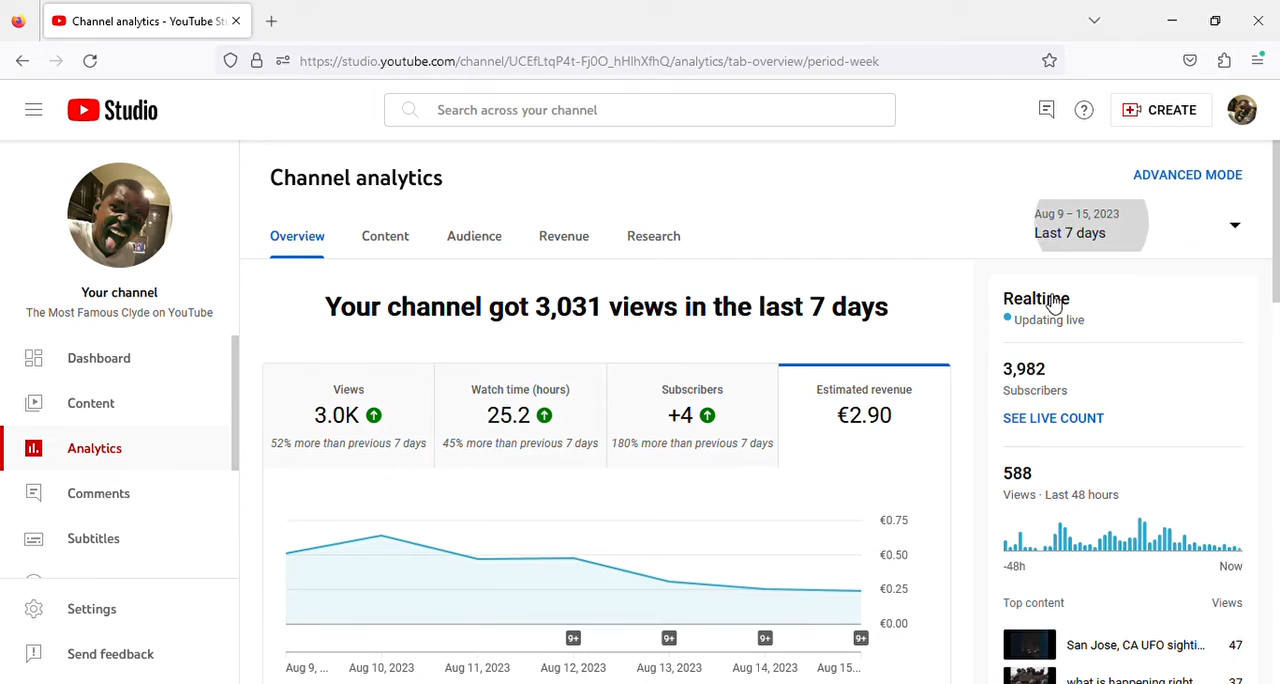 Channel analytics - YouTube St
https://studio.youtube.com/channel/UCEfLtqP4t-Fj0O_hHIhXfhQ/analytics/tab-overview/period-week
Studio
Search across your channel
CREATE
Channel analytics
ADVANCED MODE
Aug 9 – 15, 2023
Last 7 days
Overview
Content
Audience
Revenue
Research
Your channel
The Most Famous Clyde on YouTube
Dashboard
Content
Analytics
Comments
Subtitles
Settings
Send feedback
Your channel got 3,031 views in the last 7 days
Views
3.0K
52% more than previous 7 days
Watch time (hours)
25.2
45% more than previous 7 days
Subscribers
+4
180% more than previous 7 days
Estimated revenue
€2.90
€0.75
€0.50
€0.25
€0.00
9+
9+
9+
9+
Aug 9, ...
Aug 10, 2023
Aug 11, 2023
Aug 12, 2023
Aug 13, 2023
Aug 14, 2023
Aug 15...
Realtime
Updating live
3,982
Subscribers
SEE LIVE COUNT
588
Views · Last 48 hours
-48h
Now
Top content
Views
San Jose, CA UFO sighti...
47
what is happening right
37